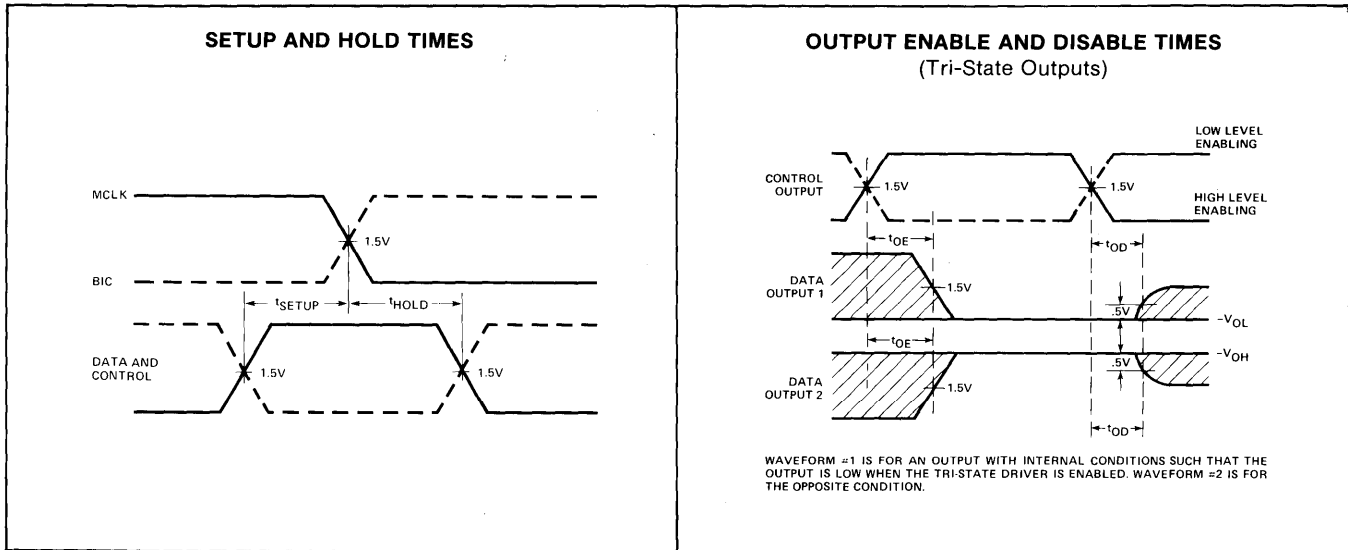 SETUP AND HOLD TIMES
MCLK
1.5V
BIC
tSETUP
tHOLD
DATA AND
CONTROL
1.5V
1.5V
OUTPUT ENABLE AND DISABLE TIMES
(Tri-State Outputs)
LOW LEVEL
ENABLING
CONTROL
OUTPUT
1.5V
1.5V
HIGH LEVEL
ENABLING
tOE
tOD
DATA
OUTPUT 1
1.5V
.5V
-VOL
tOE
-VOH
.5V
DATA
OUTPUT 2
1.5V
tOD
WAVEFORM #1 IS FOR AN OUTPUT WITH INTERNAL CONDITIONS SUCH THAT THE
OUTPUT IS LOW WHEN THE TRI-STATE DRIVER IS ENABLED. WAVEFORM #2 IS FOR
THE OPPOSITE CONDITION.